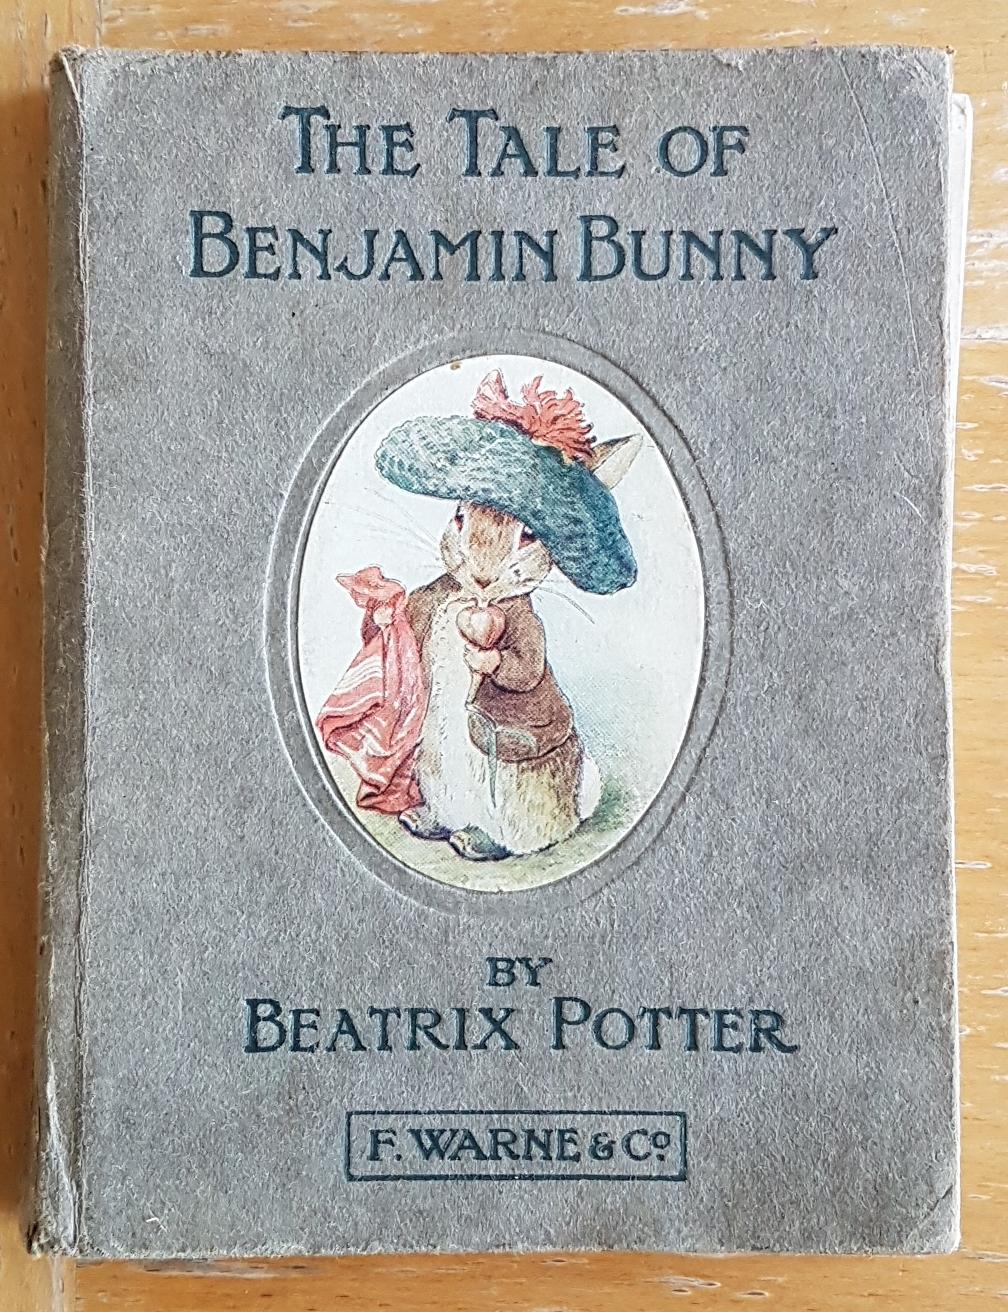 THE TALE OF
BENJAMIN BUNNY
BY
BEATRIX POTTER
F. WARNE & Cº